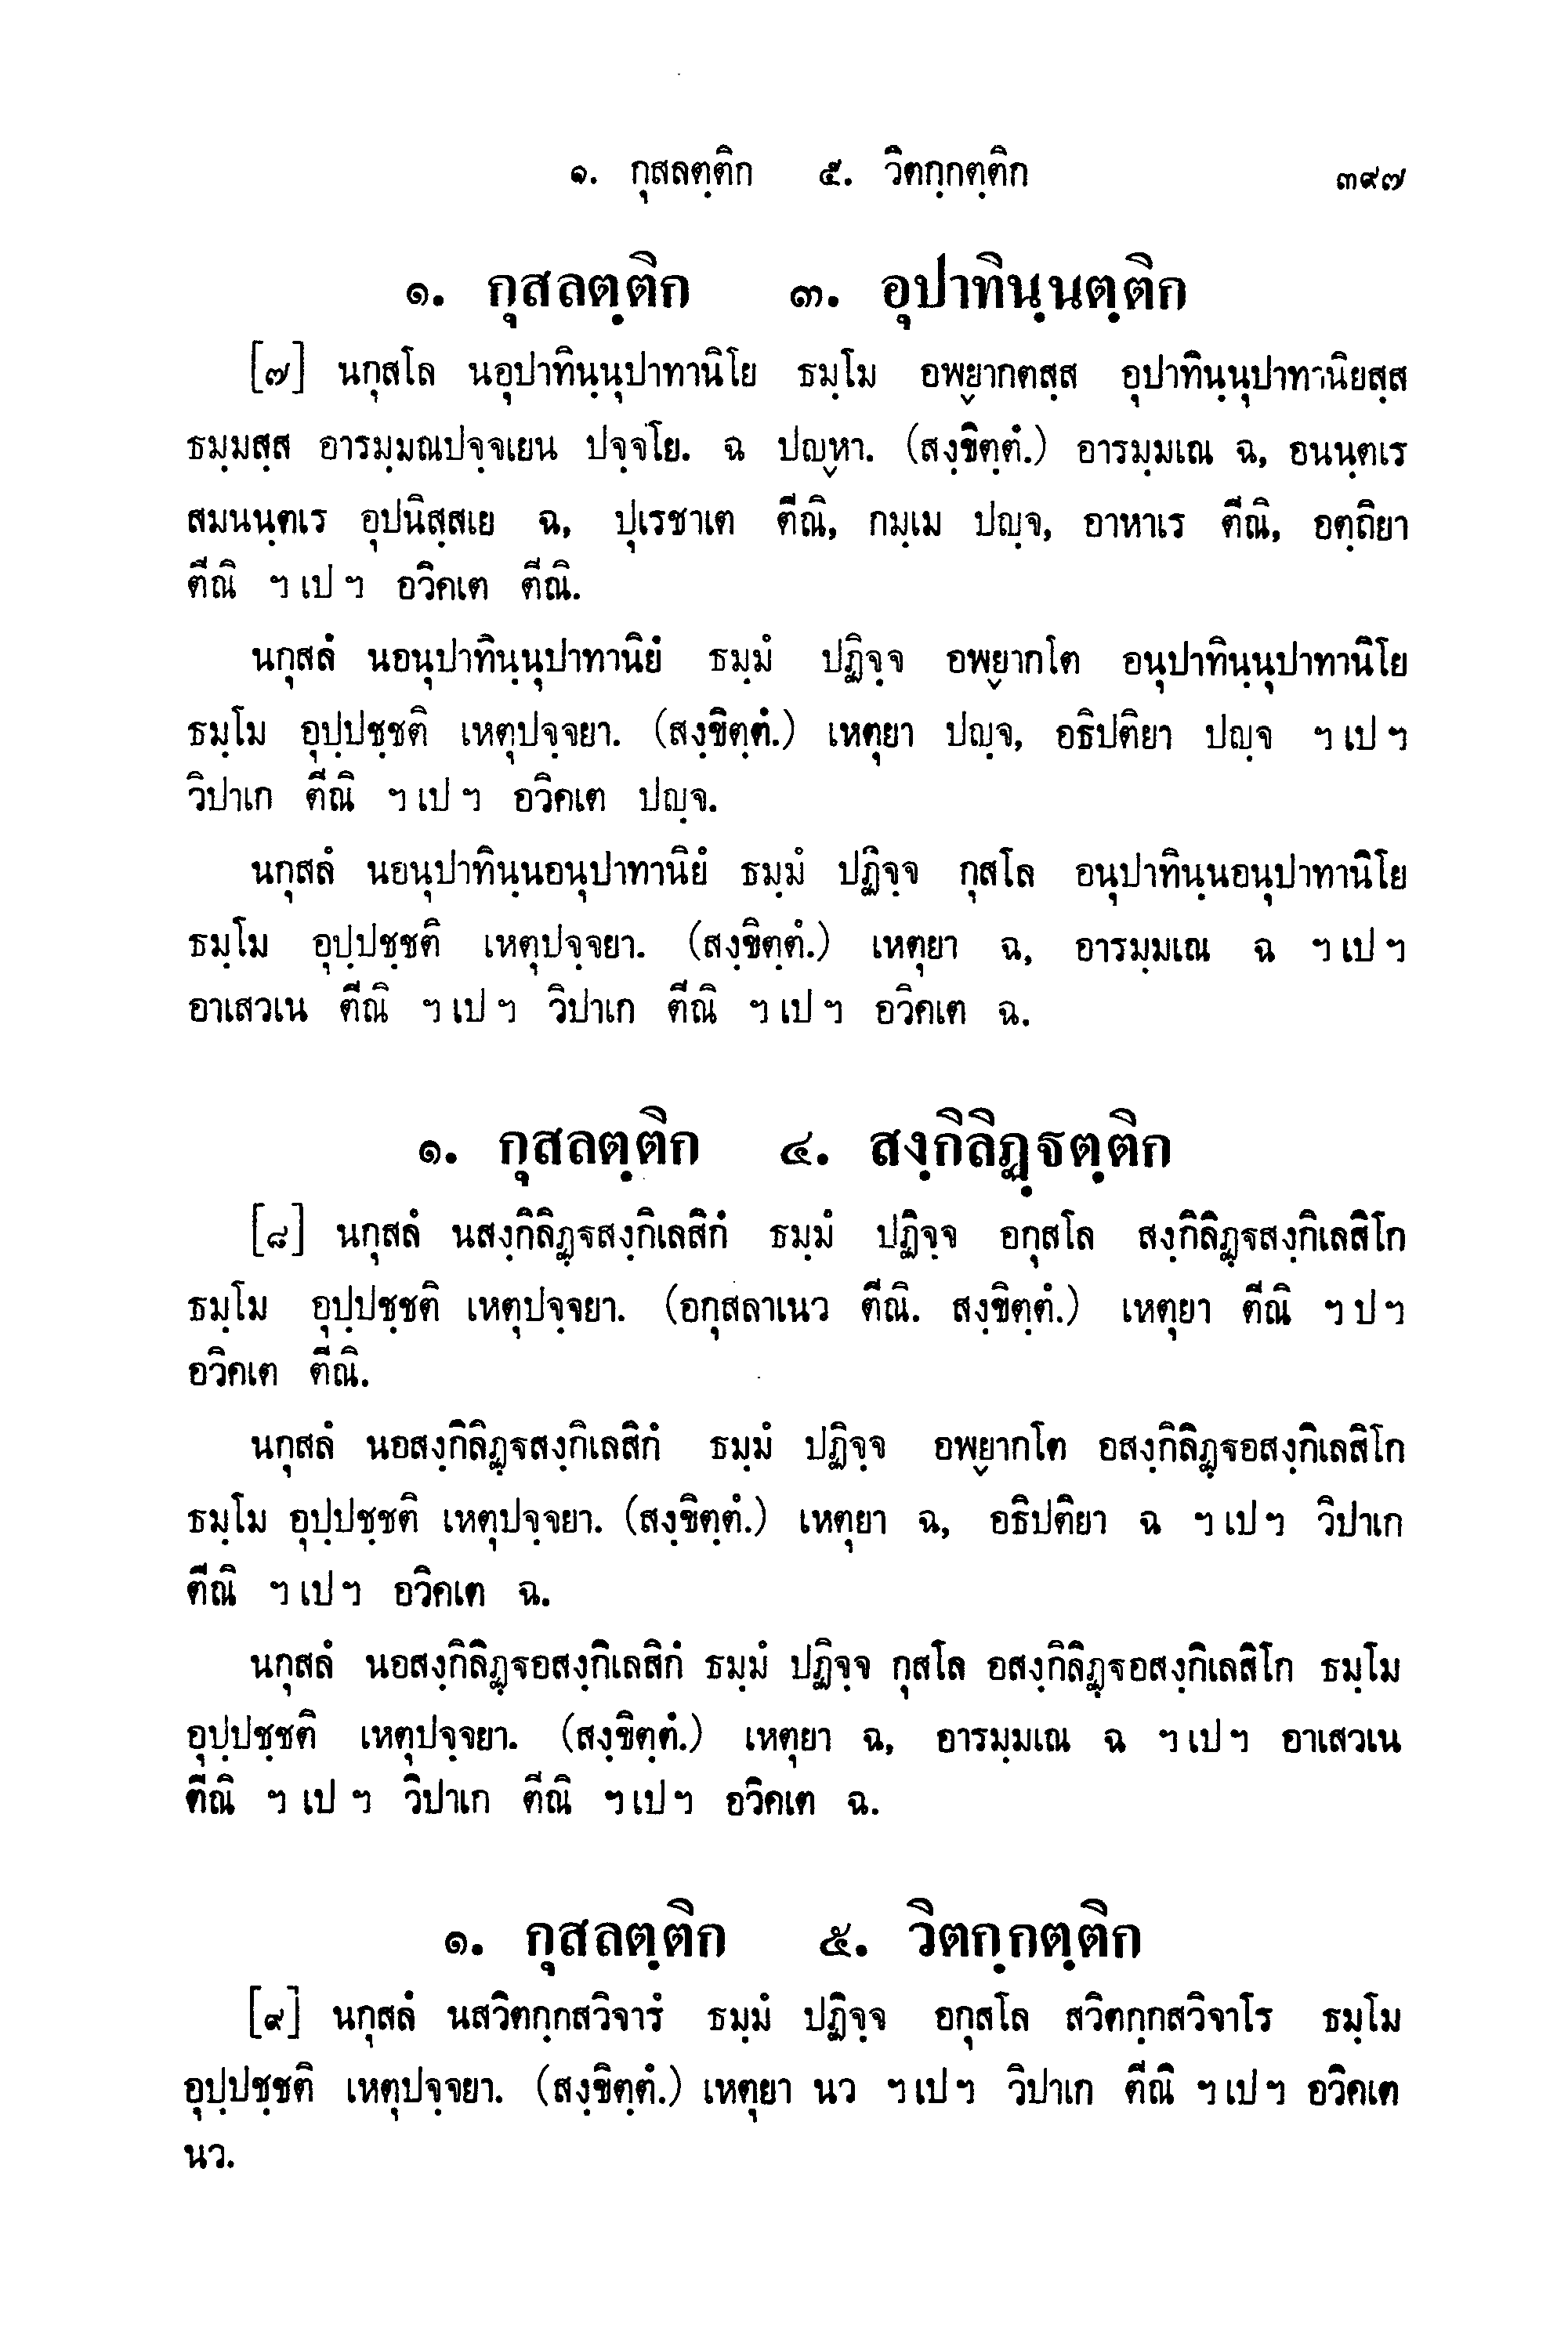 ๑. กุสลตฺติก ๕. วิตกฺกตฺติก ๓๙๗
๑. กุสลตฺติก ๓. อุปาทินฺนตฺติก
[๗] นกุสโล นอุปาทินฺนุปาทานิโย ธมฺโม อพฺยากตสฺส อุปาทินฺนุปาทานิยสฺส
ธมฺมสฺส อารมฺมณปจฺจเยน ปจฺจโย. ฉ ปญฺหา. (สงฺขิตฺตํ.) อารมฺมเณ ฉ, อนนฺตเร
สมนนฺตเร อุปนิสฺสเย ฉ, ปุเรชาเต ตีณิ, กมฺเม ปญฺจ, อาหาเร ตีณิ, อตฺถิยา
ตีณิ ฯ เป ฯ อวิคเต ตีณิ.
นกุสลํ นอนุปาทินฺนุปาทานิยํ ธมฺมํ ปฏิจฺจ อพฺยากโต อนุปาทินฺนุปาทานิโย
ธมฺโม อุปฺปชฺชติ เหตุปจฺจยา. (สงฺขิตฺตํ.) เหตุยา ปญฺจ, อธิปติยา ปญฺจ ฯ เป ฯ
วิปาเก ตีณิ ฯ เป ฯ อวิคเต ปญฺจ.
นกุสลํ นอนุปาทินฺนอนุปาทานิยํ ธมฺมํ ปฏิจฺจ กุสโล อนุปาทินฺนอนุปาทานิโย
ธมฺโม อุปฺปชฺชติ เหตุปจฺจยา. (สงฺขิตฺตํ.) เหตุยา ฉ, อารมฺมเณ ฉ ฯ เป ฯ
อาเสวเน ตีณิ ฯ เป ฯ วิปาเก ตีณิ ฯ เป ฯ อวิคเต ฉ.
๑. กุสลตฺติก ๔. สงฺกิลิฏฺฐตฺติก
[๘] นกุสลํ นสงฺกิลิฏฺฐสงฺกิเลสิกํ ธมฺมํ ปฏิจฺจ อกุสโล สงฺกิลิฏฺฐสงฺกิเลสิโก
ธมฺโม อุปฺปชฺชติ เหตุปจฺจยา. (อกุสลาเนว ตีณิ. สงฺขิตฺตํ.) เหตุยา ตีณิ ฯ ป ฯ
อวิคเต ตีณิ.
นกุสลํ นอสงฺกิลิฏฺฐสงฺกิเลสิกํ ธมฺมํ ปฏิจฺจ อพฺยากโต อสงฺกิลิฏฺฐอสงฺกิเลสิโก
ธมฺโม อุปฺปชฺชติ เหตุปจฺจยา. (สงฺขิตฺตํ.) เหตุยา ฉ, อธิปติยา ฉ ฯ เป ฯ วิปาเก
ตีณิ ฯ เป ฯ อวิคเต ฉ.
นกุสลํ นอสงฺกิลิฏฺฐอสงฺกิเลสิกํ ธมฺมํ ปฏิจฺจ กุสโล อสงฺกิลิฏฺฐอสงฺกิเลสิโก ธมฺโม
อุปฺปชฺชติ เหตุปจฺจยา. (สงฺขิตฺตํ.) เหตุยา ฉ, อารมฺมเณ ฉ ฯ เป ฯ อาเสวเน
ตีณิ ฯ เป ฯ วิปาเก ตีณิ ฯ เป ฯ อวิคเต ฉ.
๑. กุสลตฺติก ๕. วิตกฺกตฺติก
[๙] นกุสลํ นสวิตกฺกสวิจารํ ธมฺมํ ปฏิจฺจ อกุสโล สวิตกฺกสวิจาโร ธมฺโม
อุปฺปชฺชติ เหตุปจฺจยา. (สงฺขิตฺตํ.) เหตุยา นว ฯ เป ฯ วิปาเก ตีณิ ฯ เป ฯ อวิคเต
นว.